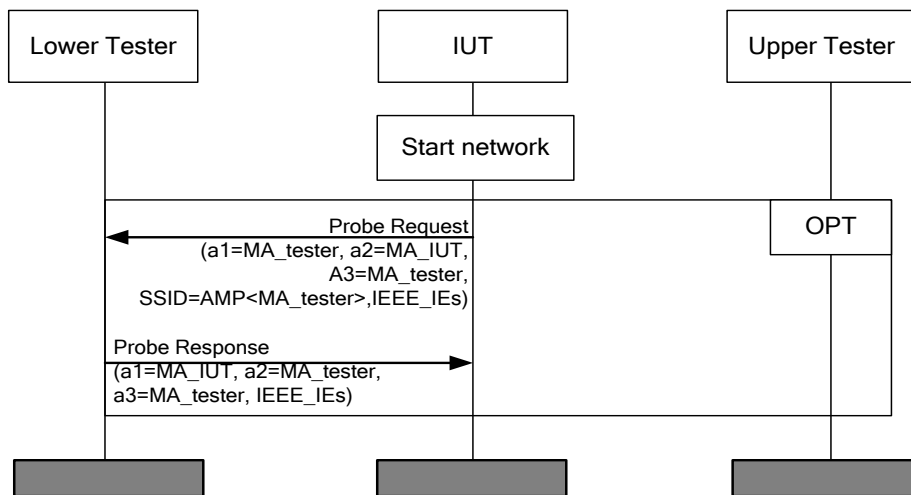 Lower Tester
IUT
Upper Tester
Start network
OPT
Probe Request
(a1=MA_tester, a2=MA_IUT,
A3=MA_tester,
SSID=AMP<MA_tester>,IEEE_IEs)
Probe Response
(a1=MA_IUT, a2=MA_tester,
a3=MA_tester, IEEE_IEs)